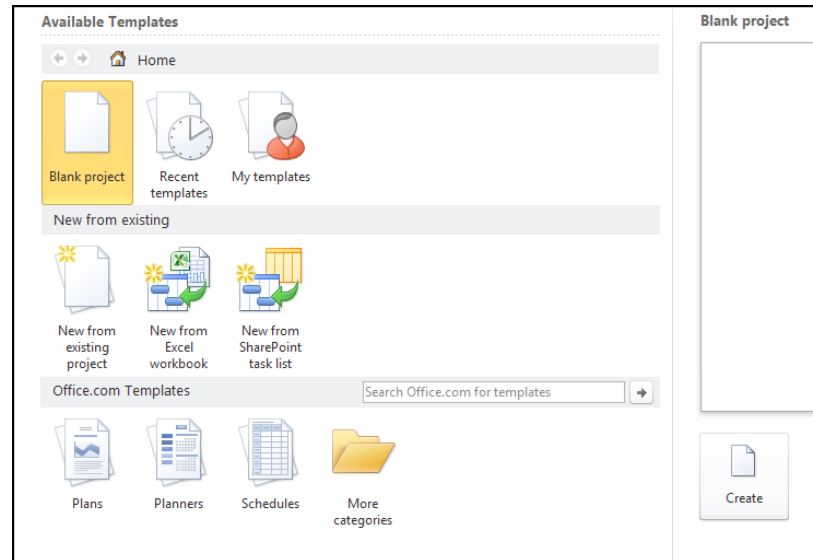 Available Templates
Blank project
Home
Blank project
Recent
templates
My templates
New from existing
New from
existing
project
New from
Excel
workbook
New from
SharePoint
task list
Office.com Templates
Search Office.com for templates
Plans
Planners
Schedules
More
categories
Create